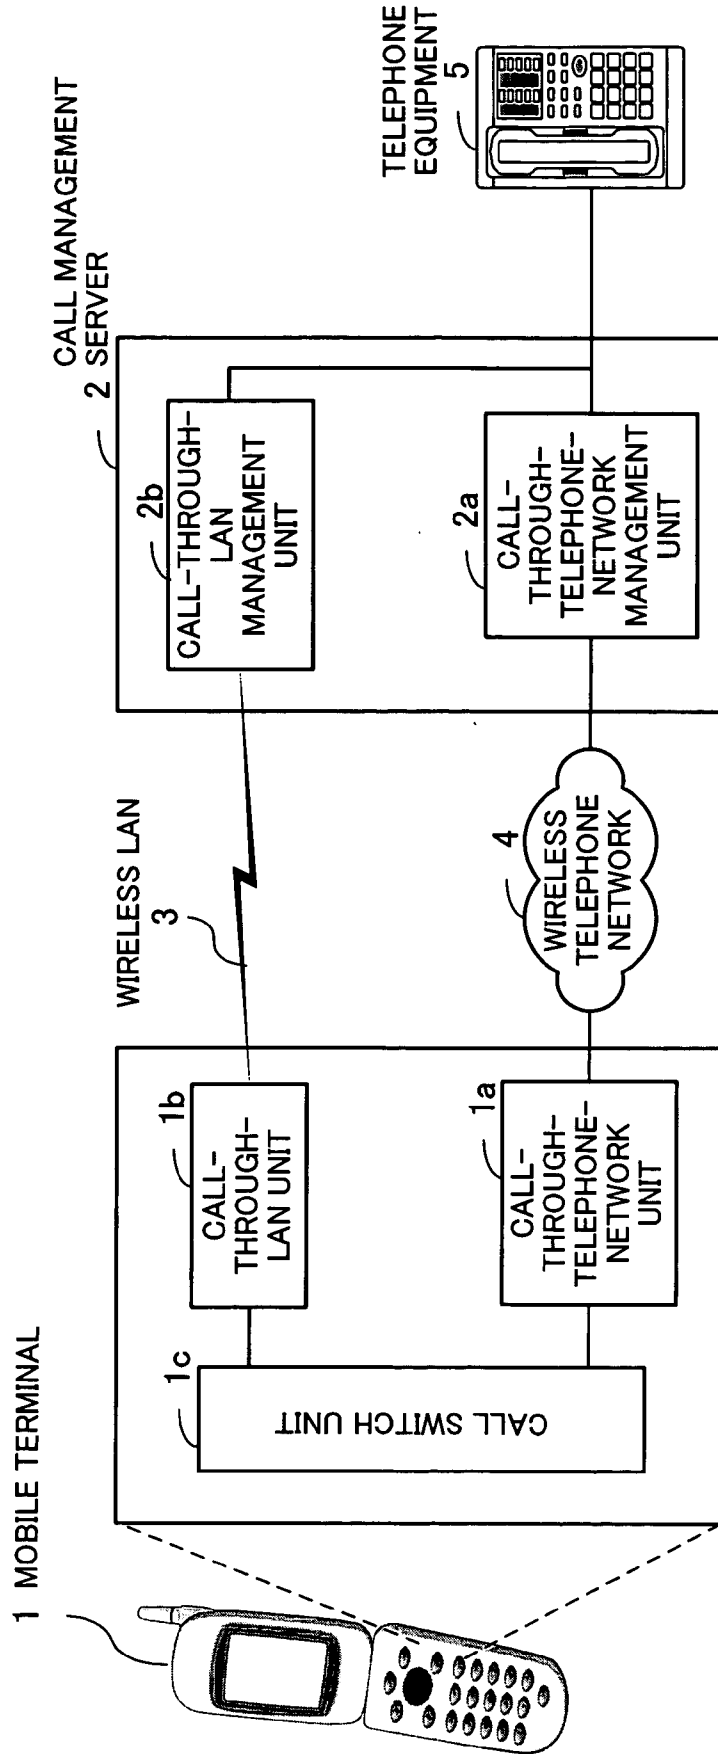 1 MOBILE TERMINAL
1c
CALL SWITCH UNIT
1b
CALL-
THROUGH-
LAN UNIT
1a
CALL-
THROUGH-
TELEPHONE-
NETWORK
UNIT
WIRELESS LAN
3
4
WIRELESS
TELEPHONE
NETWORK
CALL MANAGEMENT
2 SERVER
2b
CALL-THROUGH-
LAN
MANAGEMENT
UNIT
2a
CALL-
THROUGH-
TELEPHONE-
NETWORK
MANAGEMENT
UNIT
TELEPHONE
EQUIPMENT
5